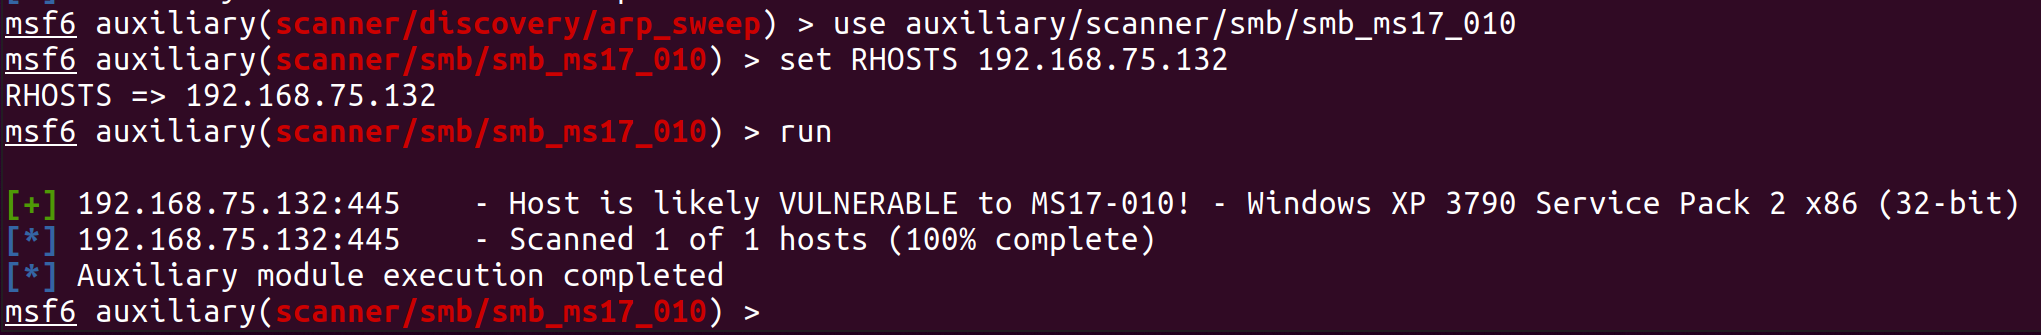 msf6 auxiliary(scanner/discovery/arp_sweep) > use auxiliary/scanner/smb/smb_ms17_010
msf6 auxiliary(scanner/smb/smb_ms17_010) > set RHOSTS 192.168.75.132
RHOSTS => 192.168.75.132
msf6 auxiliary(scanner/smb/smb_ms17_010) > run
[+] 192.168.75.132:445    - Host is likely VULNERABLE to MS17-010! - Windows XP 3790 Service Pack 2 x86 (32-bit)
[*] 192.168.75.132:445    - Scanned 1 of 1 hosts (100% complete)
[*] Auxiliary module execution completed
msf6 auxiliary(scanner/smb/smb_ms17_010) >